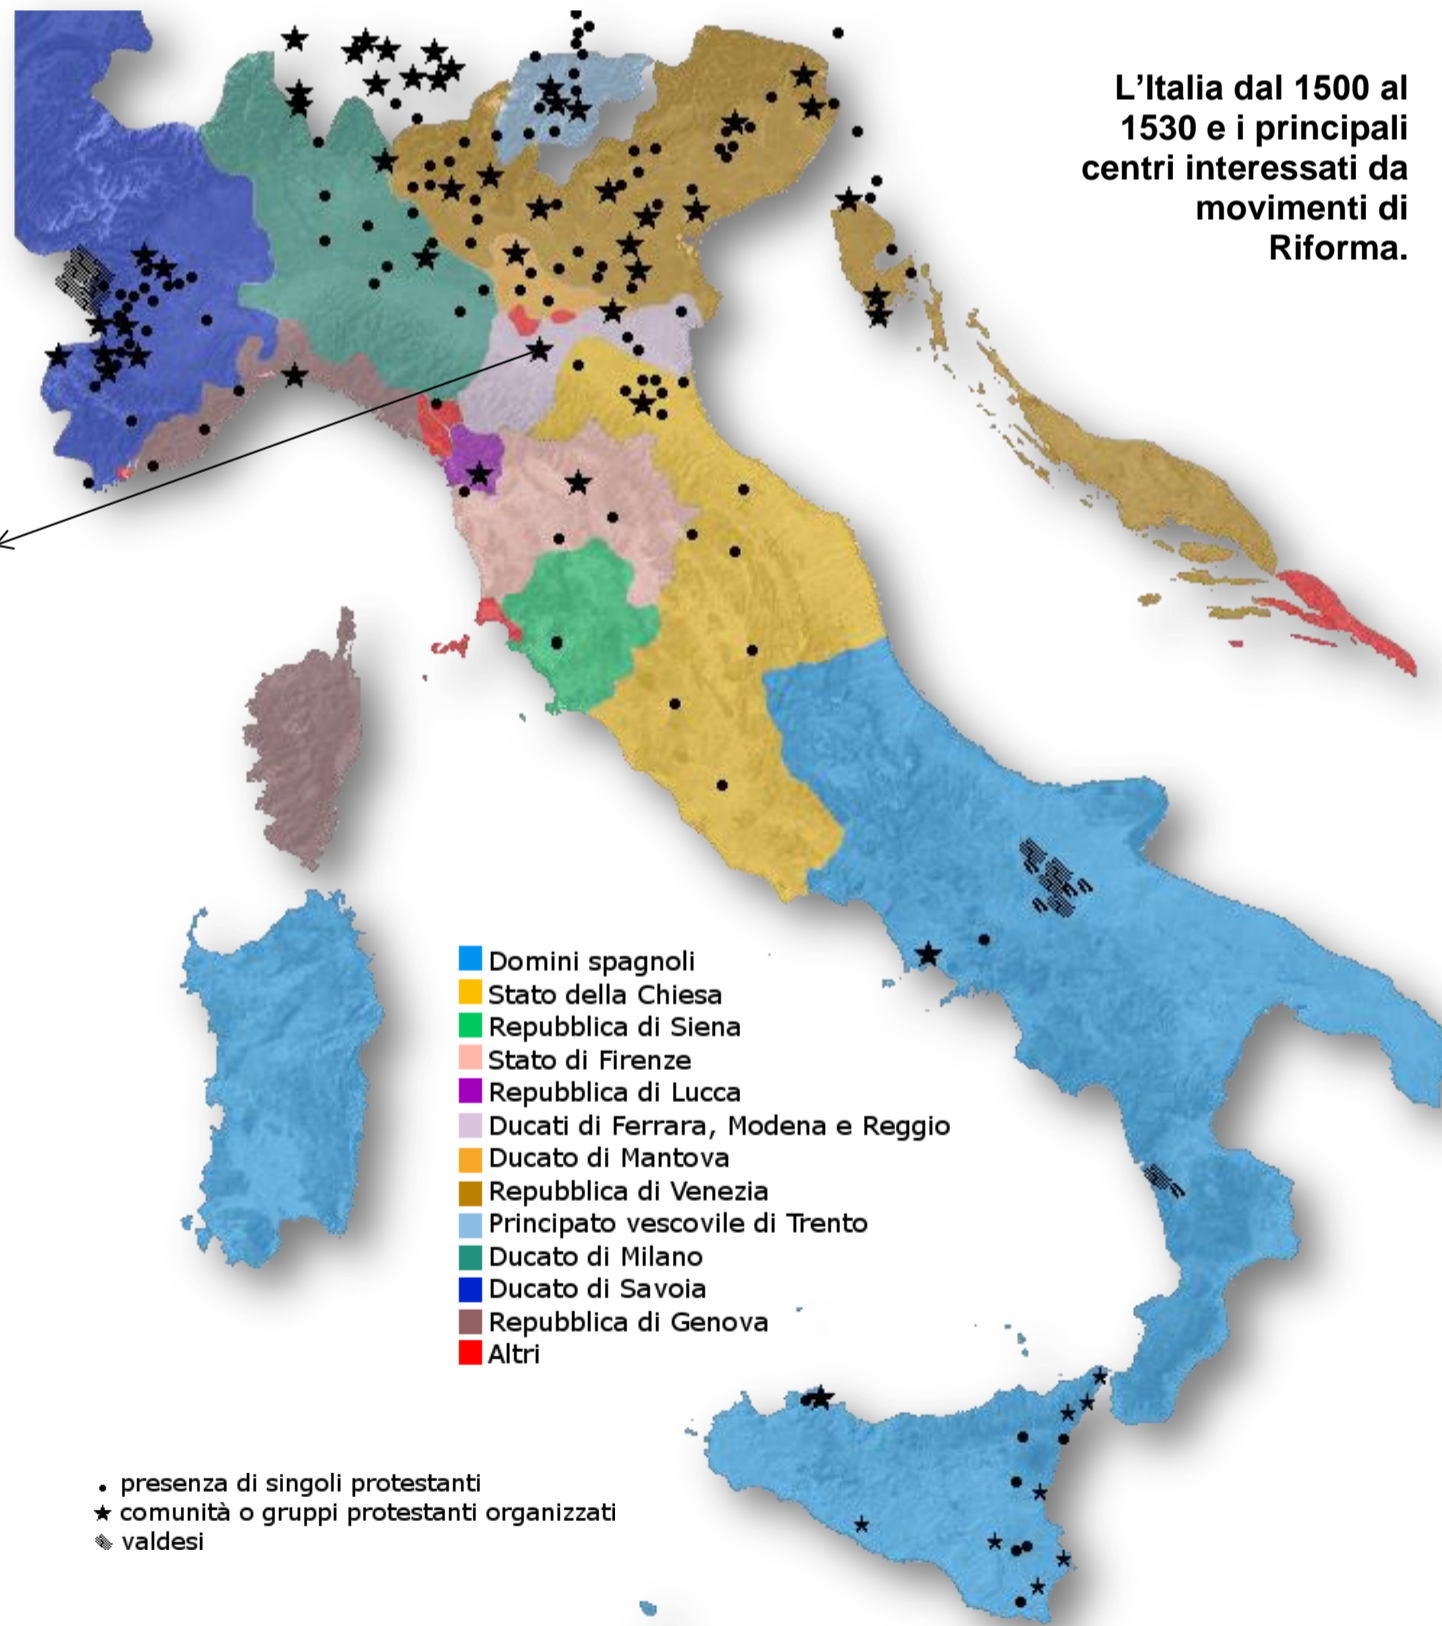 L’Italia dal 1500 al
1530 e i principali
centri interessati da
movimenti di
Riforma.
Domini spagnoli
Stato della Chiesa
Repubblica di Siena
Stato di Firenze
Repubblica di Lucca
Ducati di Ferrara, Modena e Reggio
Ducato di Mantova
Repubblica di Venezia
Principato vescovile di Trento
Ducato di Milano
Ducato di Savoia
Repubblica di Genova
Altri
presenza di singoli protestanti
comunità o gruppi protestanti organizzati
valdesi